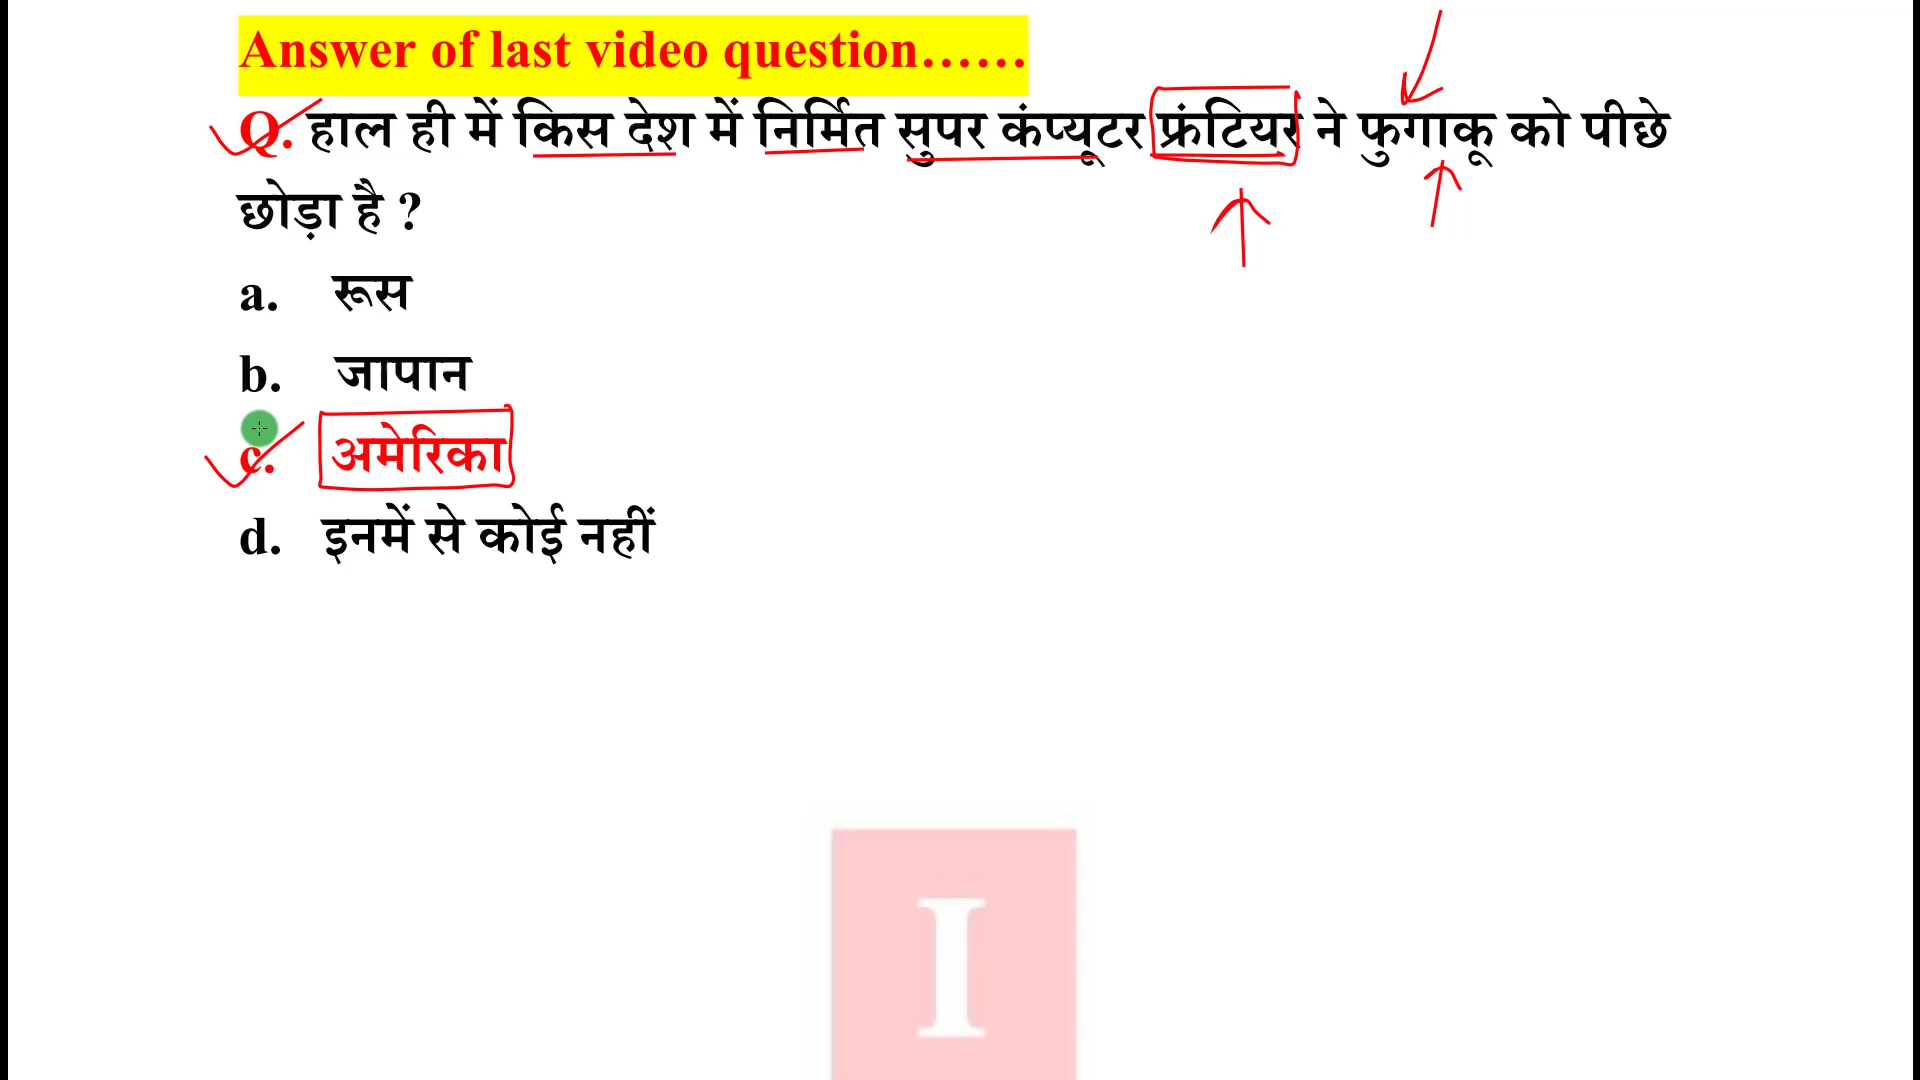 Answer of last video question……
Q. हाल ही में किस देश में निर्मित सुपर कंप्यूटर फ्रंटियर ने फुगाकू को पीछे
छोड़ा है ?
a. रूस
b. जापान
c. अमेरिका
d. इनमें से कोई नहीं
I